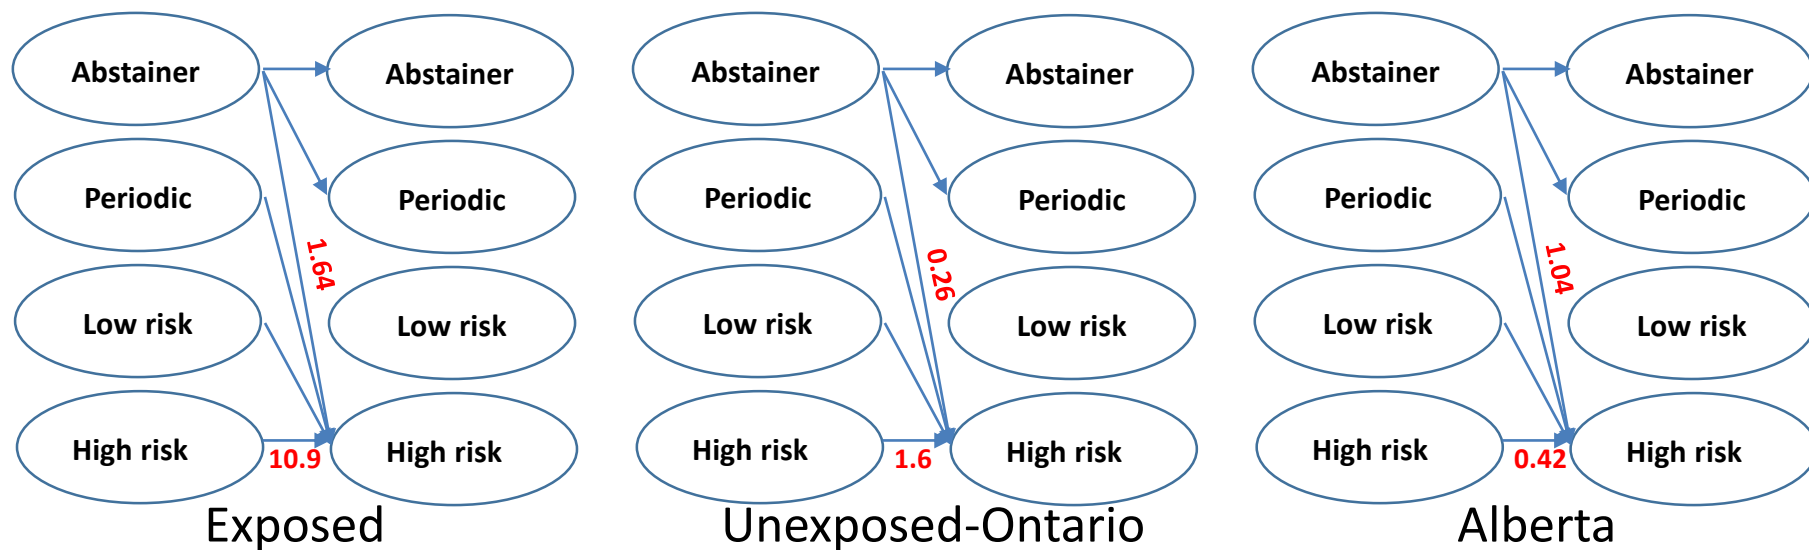 Abstainer
Abstainer
Periodic
Periodic
1.64
Low risk
Low risk
High risk
10.9
High risk
Exposed
Abstainer
Abstainer
Periodic
Periodic
0.26
Low risk
Low risk
High risk
1.6
High risk
Unexposed-Ontario
Abstainer
Abstainer
Periodic
Periodic
1.04
Low risk
Low risk
High risk
0.42
High risk
Alberta